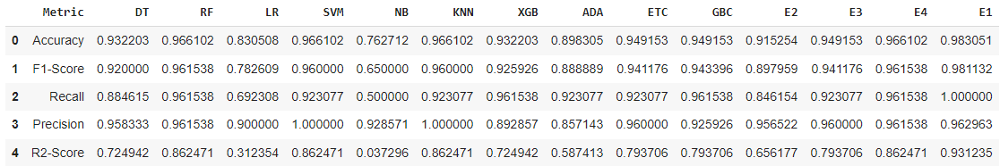 Metric DT RF LR SVM NB KNN XGB ADA ETC GBC E2 E3 E4 E1
0 Accuracy 0.932203 0.966102 0.830508 0.966102 0.762712 0.966102 0.932203 0.898305 0.949153 0.949153 0.915254 0.949153 0.966102 0.983051
1 F1-Score 0.920000 0.961538 0.782609 0.960000 0.650000 0.960000 0.925926 0.888889 0.941176 0.943396 0.897959 0.941176 0.961538 0.981132
2 Recall 0.884615 0.961538 0.692308 0.923077 0.500000 0.923077 0.961538 0.923077 0.923077 0.961538 0.846154 0.923077 0.961538 1.000000
3 Precision 0.958333 0.961538 0.900000 1.000000 0.928571 1.000000 0.892857 0.857143 0.960000 0.925926 0.956522 0.960000 0.961538 0.962963
4 R2-Score 0.724942 0.862471 0.312354 0.862471 0.037296 0.862471 0.724942 0.587413 0.793706 0.793706 0.656177 0.793706 0.862471 0.931235